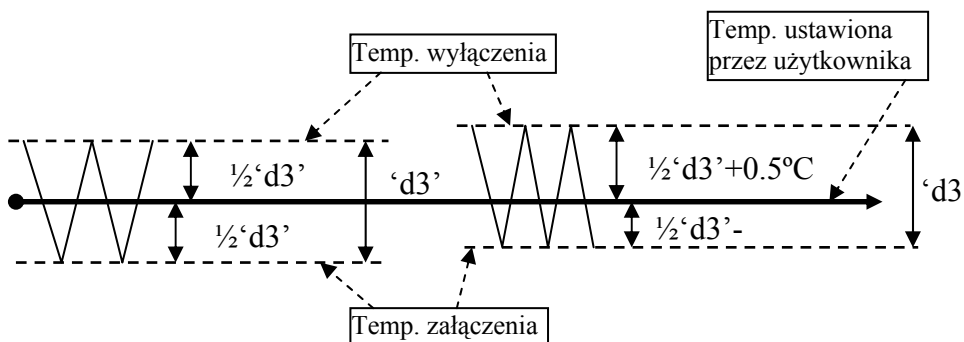 Temp. wyłączenia
Temp. ustawiona
przez użytkownika
½‘d3’
‘d3’
½‘d3’+0.5ºC
‘d3
½‘d3’
½‘d3’-
Temp. załączenia